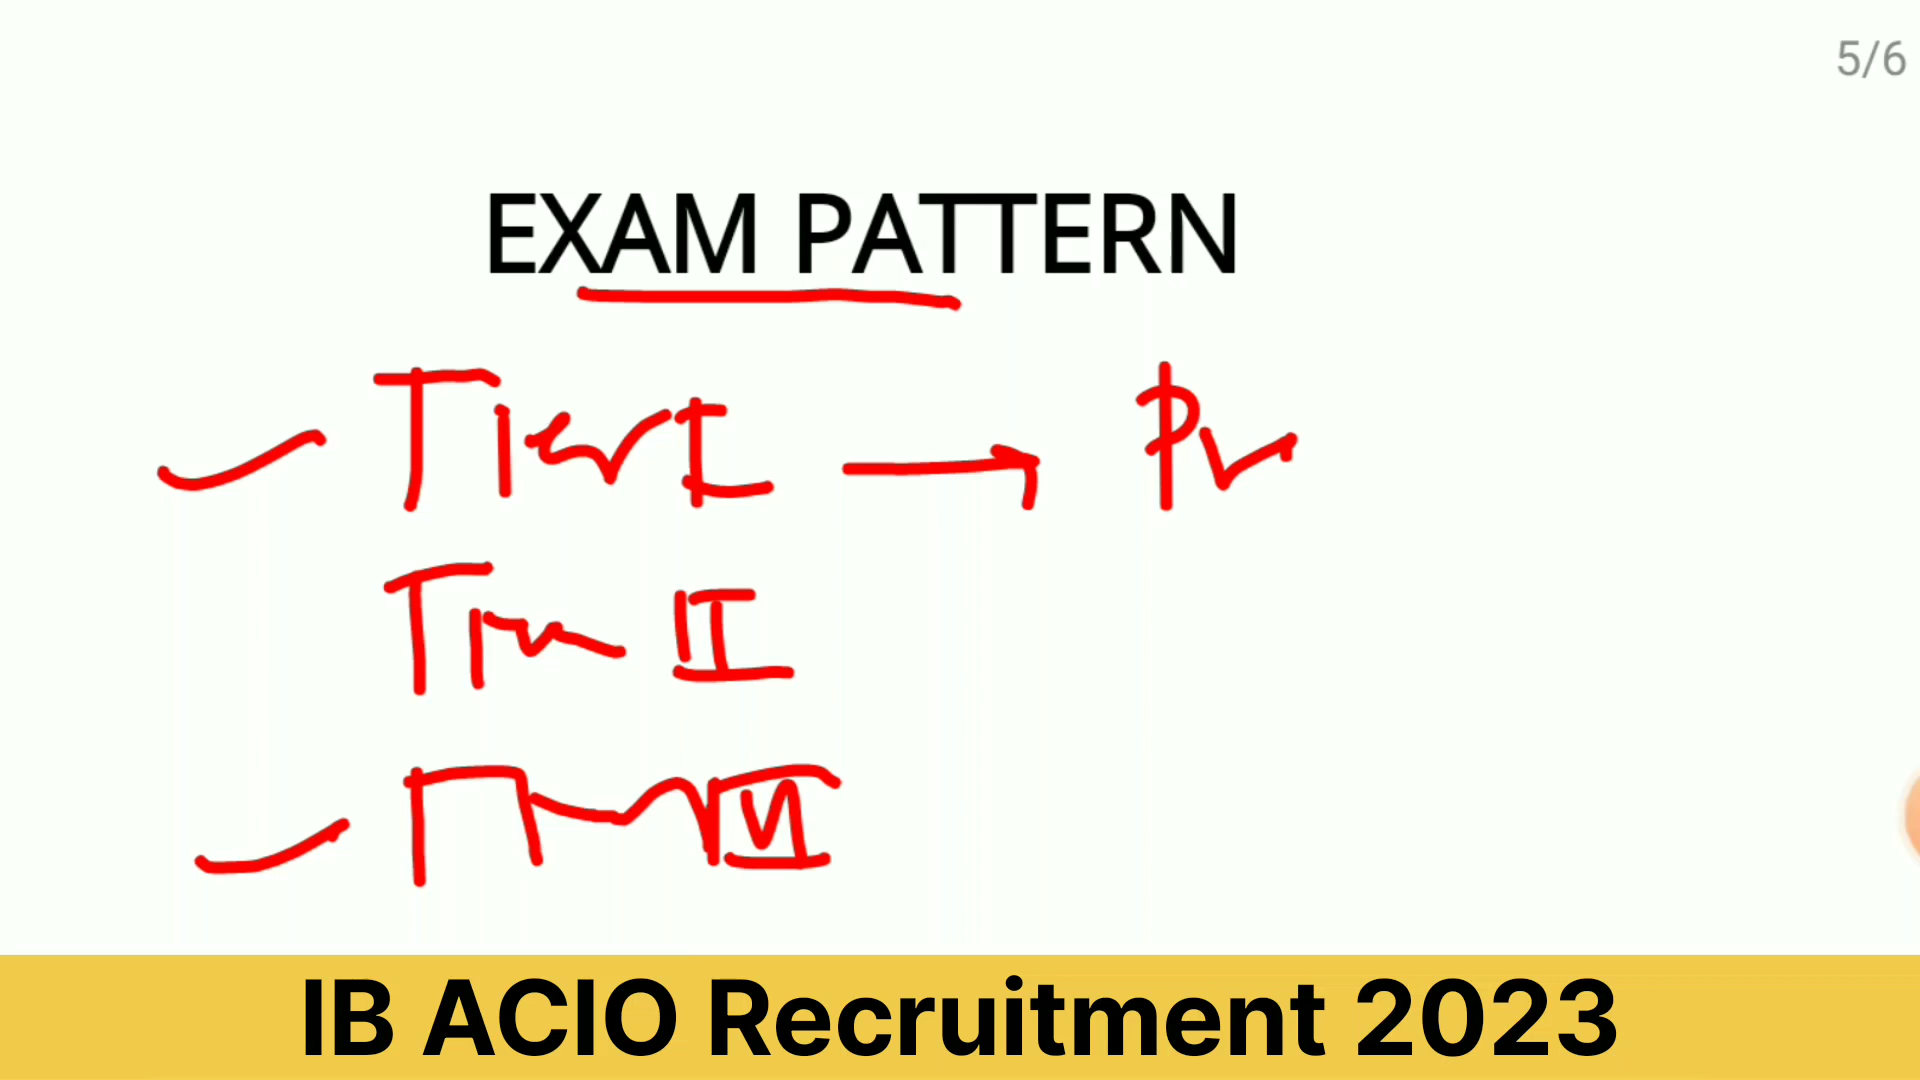 5/6
EXAM PATTERN
Tier I → Pr
Tier II
Tier III
IB ACIO Recruitment 2023